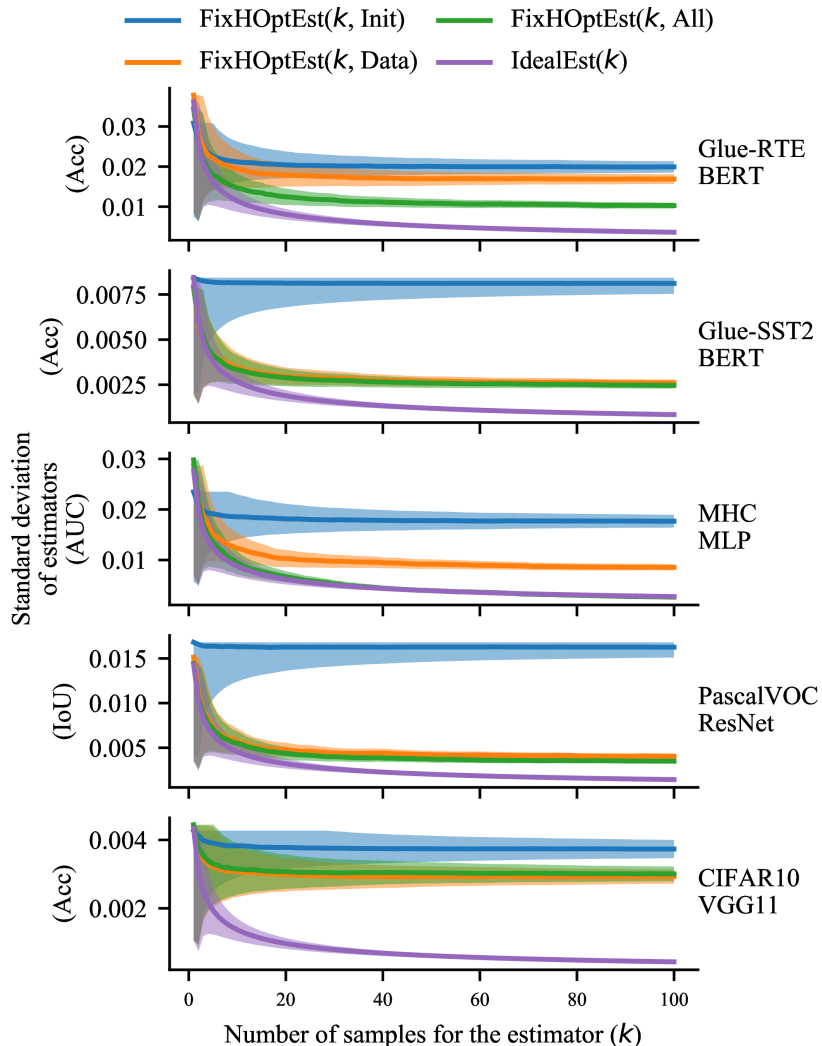 FixHOptEst(k, Init)
FixHOptEst(k, All)
FixHOptEst(k, Data)
IdealEst(k)
0.03
0.02
0.01
(Acc)
Glue-RTE
BERT
0.0075
0.0050
0.0025
(Acc)
Glue-SST2
BERT
Standard deviation
of estimators
(AUC)
0.03
0.02
0.01
MHC
MLP
0.015
0.010
0.005
(IoU)
PascalVOC
ResNet
0.004
0.002
(Acc)
CIFAR10
VGG11
0 20 40 60 80 100
Number of samples for the estimator (k)